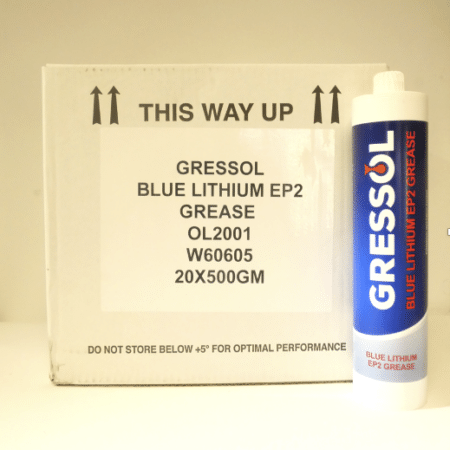 THIS WAY UP
GRESSOL
BLUE LITHIUM EP2
GREASE
OL2001
W60605
20X500GM
DO NOT STORE BELOW +5° FOR OPTIMAL PERFORMANCE
GRESSOL
BLUE LITHIUM EP2 GREASE
BLUE LITHIUM
EP2 GREASE